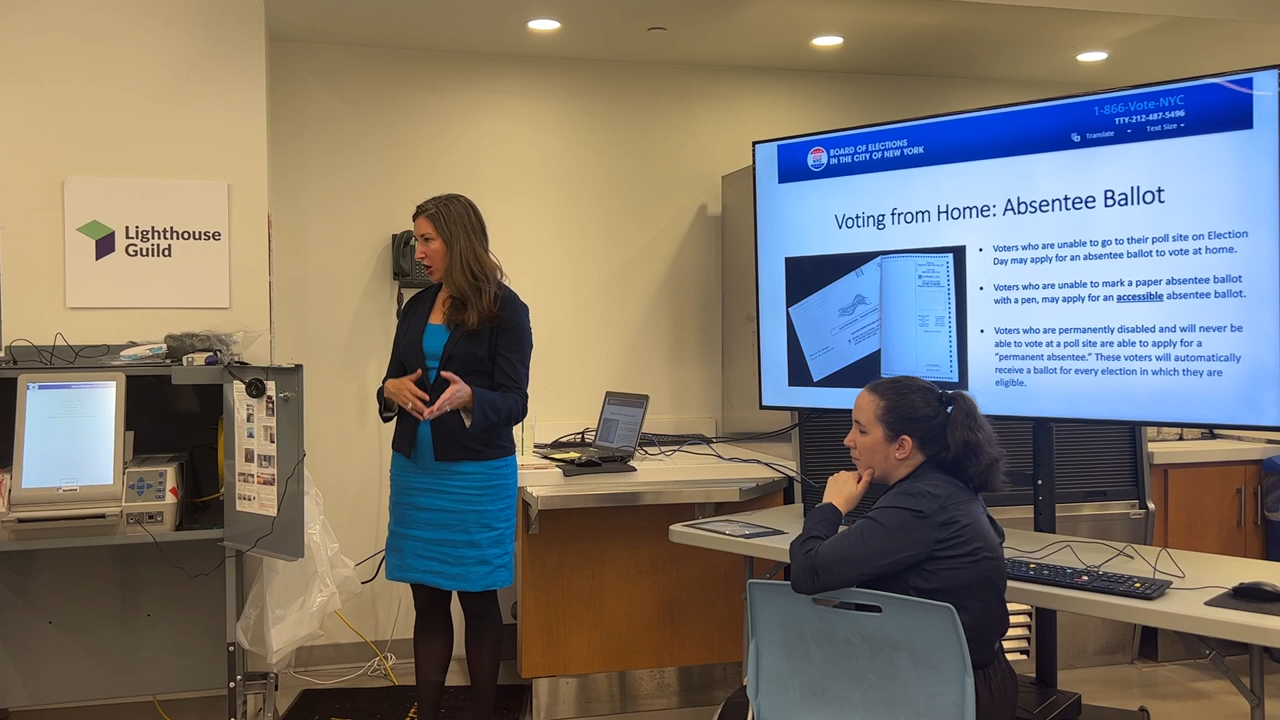 Lighthouse
Guild
1-866-Vote-NYC
TTY-212-487-5496
Translate
Text Size
BOARD OF ELECTIONS
IN THE CITY OF NEW YORK
Voting from Home: Absentee Ballot
• Voters who are unable to go to their poll site on Election
Day may apply for an absentee ballot to vote at home.
• Voters who are unable to mark a paper absentee ballot
with a pen, may apply for an accessible absentee ballot.
• Voters who are permanently disabled and will never be
able to vote at a poll site are able to apply for a
“permanent absentee.” These voters will automatically
receive a ballot for every election in which they are
eligible.